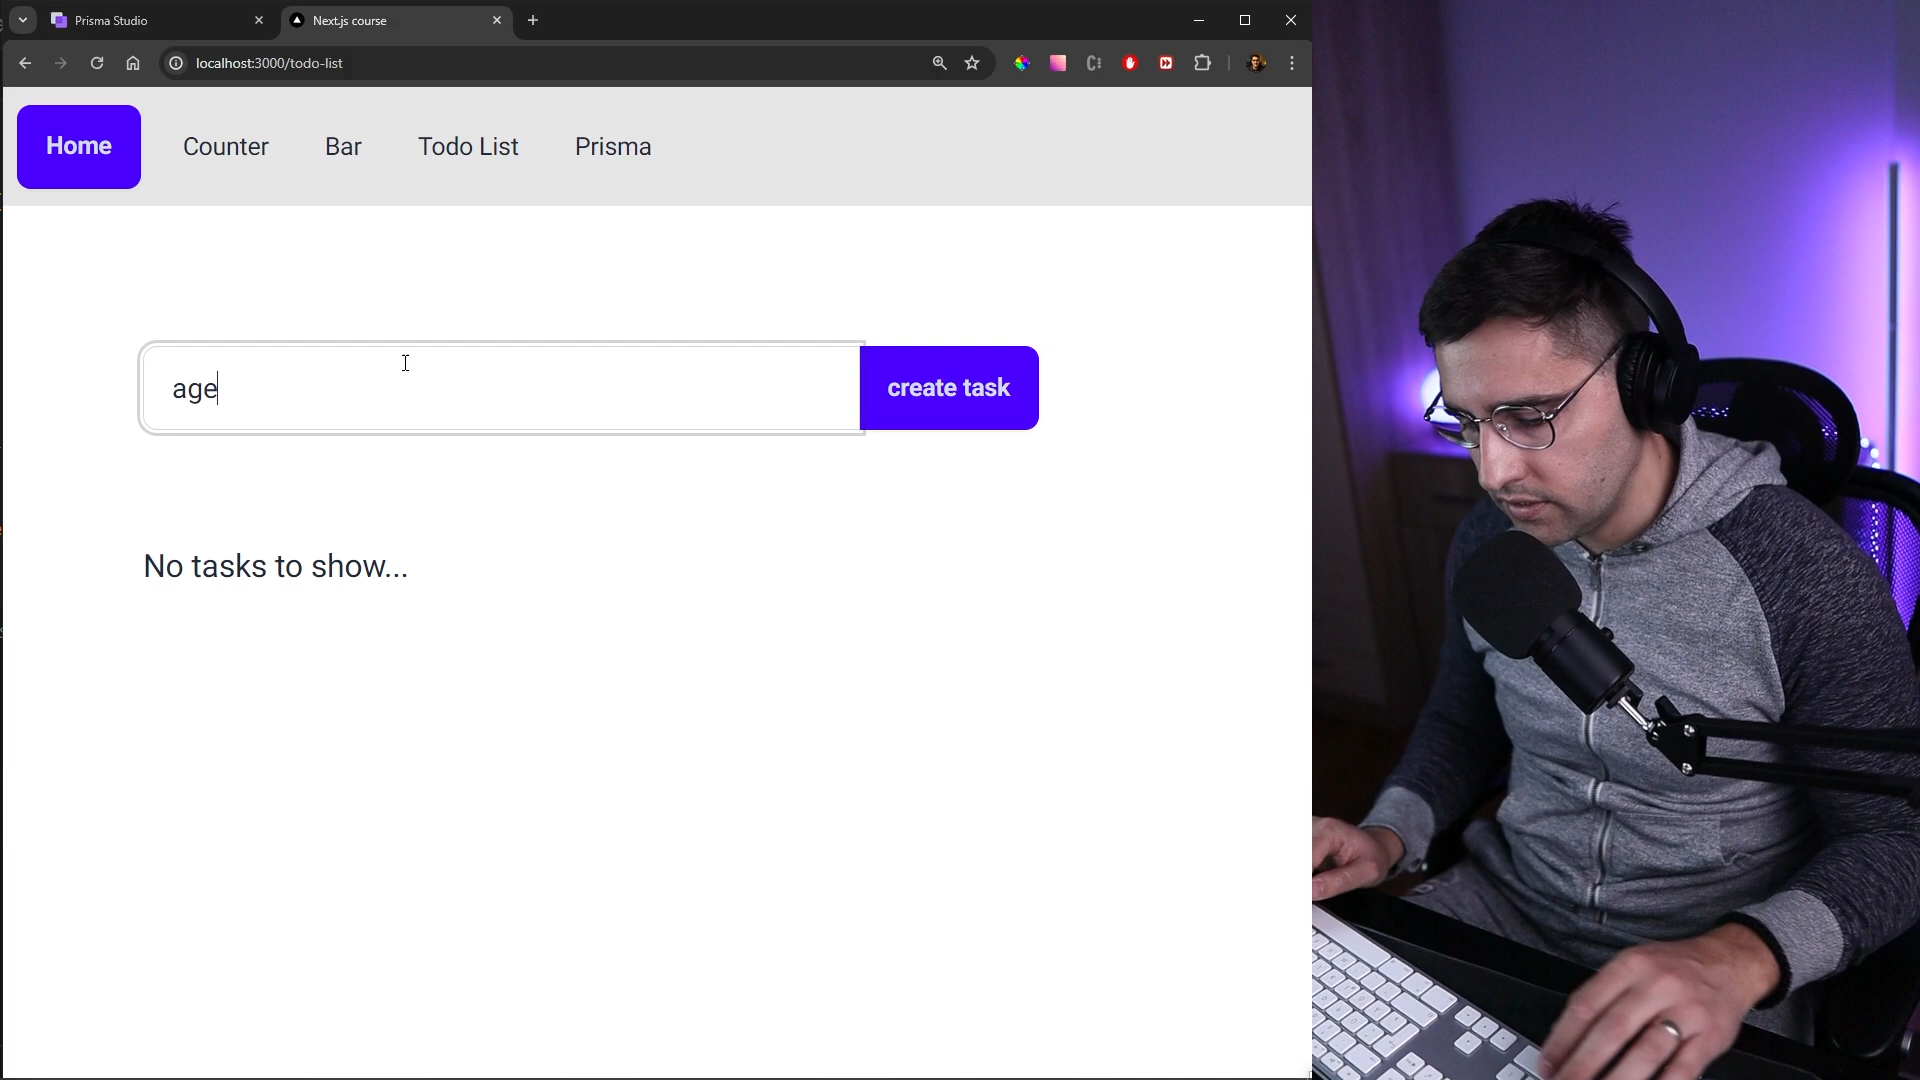 Prisma Studio
Next.js course
localhost:3000/todo-list
Home
Counter
Bar
Todo List
Prisma
age
create task
No tasks to show...